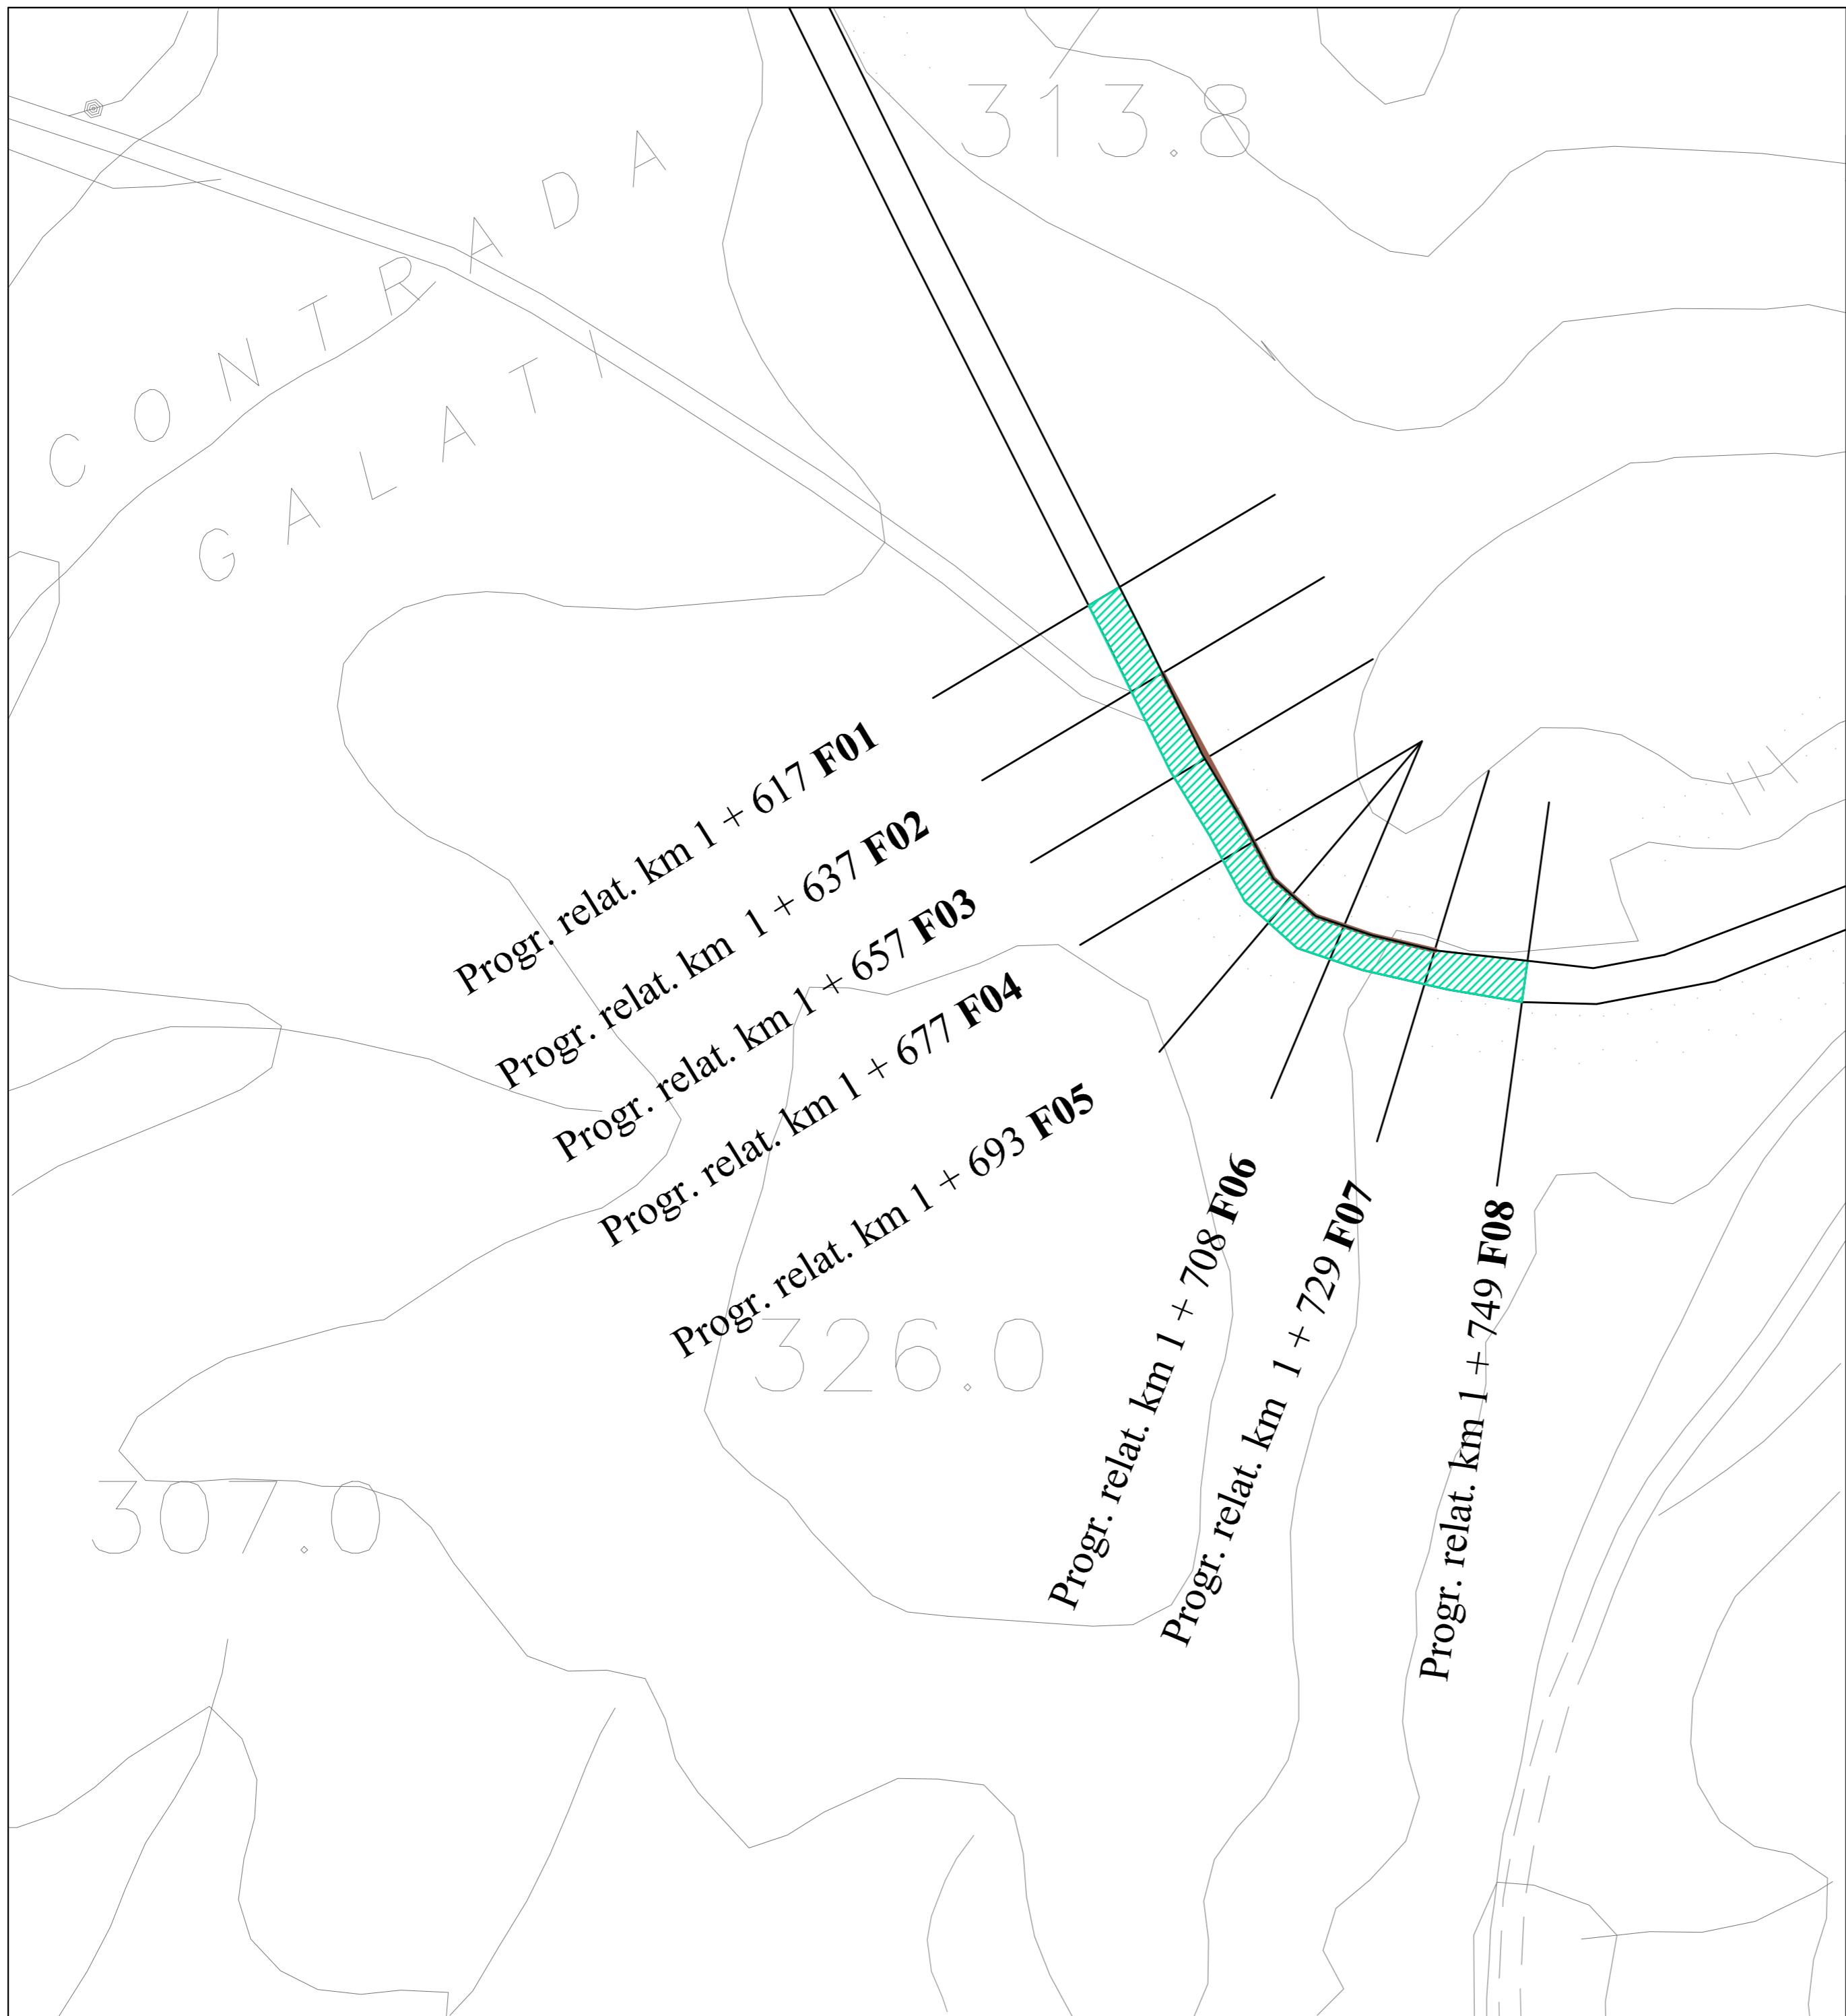 313.8
CONTRADA
GALATI
Progr. relat. km 1 + 617 F01
Progr. relat. km 1 + 637 F02
Progr. relat. km 1 + 657 F03
Progr. relat. km 1 + 677 F04
Progr. relat. km 1 + 693 F05
Progr. relat. km 1 + 708 F06
Progr. relat. km 1 + 729 F07
Progr. relat. km 1 + 749 F08
326.0
307.0